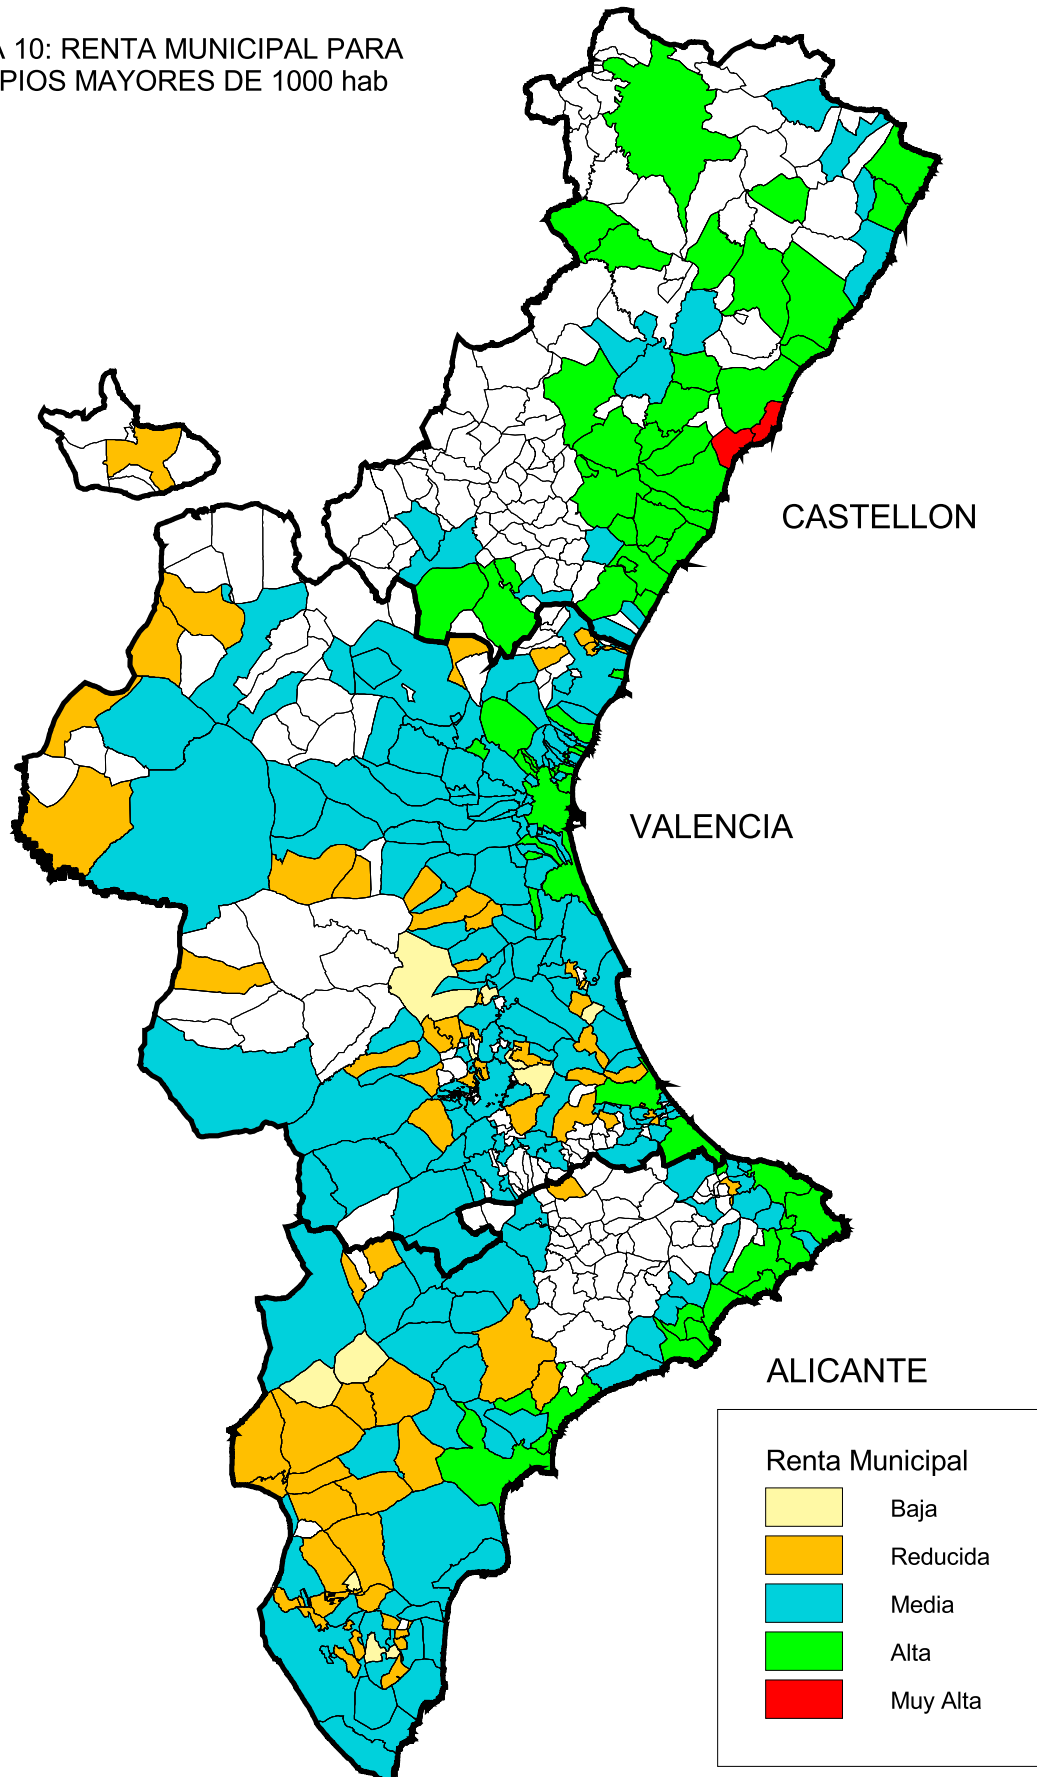 A 10: RENTA MUNICIPAL PARA
PIOS MAYORES DE 1000 hab
CASTELLON
VALENCIA
ALICANTE
Renta Municipal
Baja
Reducida
Media
Alta
Muy Alta